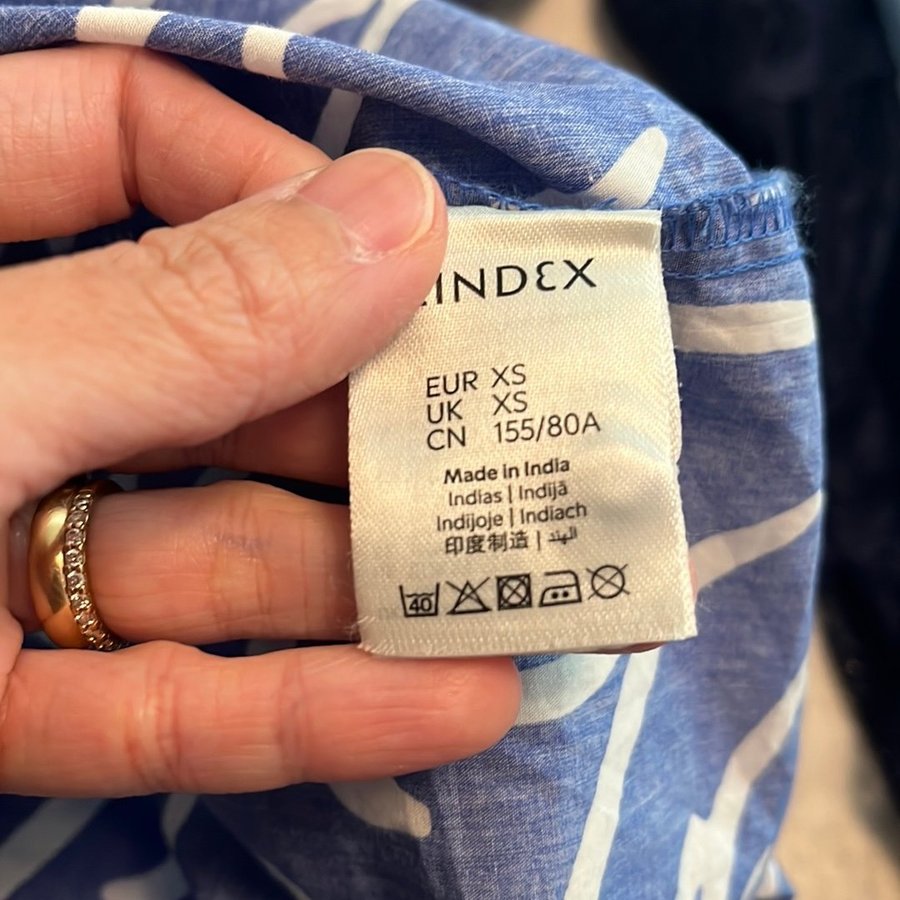 LINDEX
EUR XS
UK XS
CN 155/80A
Made in India
Indias | Indijā
Indijoje | Indiach
印度制造 | الهند
40